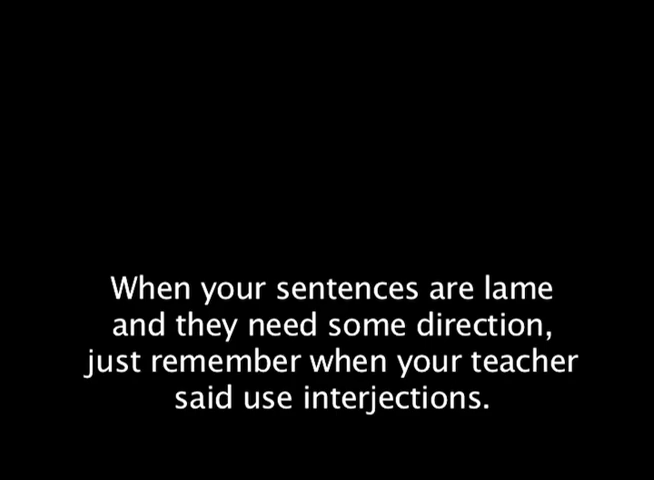 When your sentences are lame
and they need some direction,
just remember when your teacher
said use interjections.